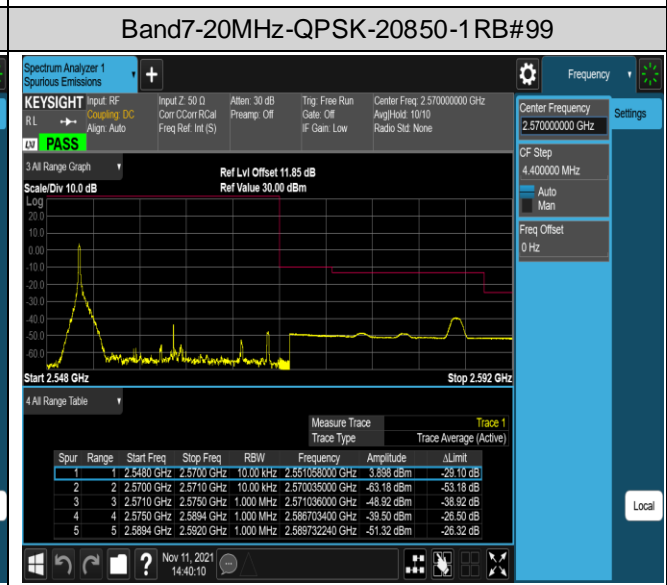 Band7-20MHz-QPSK-20850-1RB#99
Spectrum Analyzer 1
Spurious Emissions
+
Frequency
KEYSIGHT
RL
Input: RF
Coupling: DC
Align: Auto
Input Z: 50 Ω
Corr CCorr RCal
Freq Ref: Int (S)
Atten: 30 dB
Preamp: Off
Trig: Free Run
Gate: Off
IF Gain: Low
Center Freq: 2.570000000 GHz
Avg|Hold: 10/10
Radio Std: None
LXI PASS
Center Frequency
2.570000000 GHz
Settings
CF Step
4.400000 MHz
Auto
Man
Freq Offset
0 Hz
3 All Range Graph
Ref Lvl Offset 11.85 dB
Scale/Div 10.0 dB
Ref Value 30.00 dBm
Log
20.0
10.0
0.00
-10.0
-20.0
-30.0
-40.0
-50.0
-60.0
Start 2.548 GHz
Stop 2.592 GHz
4 All Range Table
Measure Trace Trace 1
Trace Type Trace Average (Active)
Spur Range Start Freq Stop Freq RBW Frequency Amplitude ΔLimit
1 1 2.5480 GHz 2.5700 GHz 10.00 kHz 2.551058000 GHz 3.898 dBm -29.10 dB
2 2 2.5700 GHz 2.5710 GHz 10.00 kHz 2.570035000 GHz -63.18 dBm -53.18 dB
3 3 2.5710 GHz 2.5750 GHz 1.000 MHz 2.571036000 GHz -48.92 dBm -38.92 dB
4 4 2.5750 GHz 2.5894 GHz 1.000 MHz 2.586703400 GHz -39.50 dBm -26.50 dB
5 5 2.5894 GHz 2.5920 GHz 1.000 MHz 2.589732240 GHz -51.32 dBm -26.32 dB
Local
?
Nov 11, 2021
14:40:10